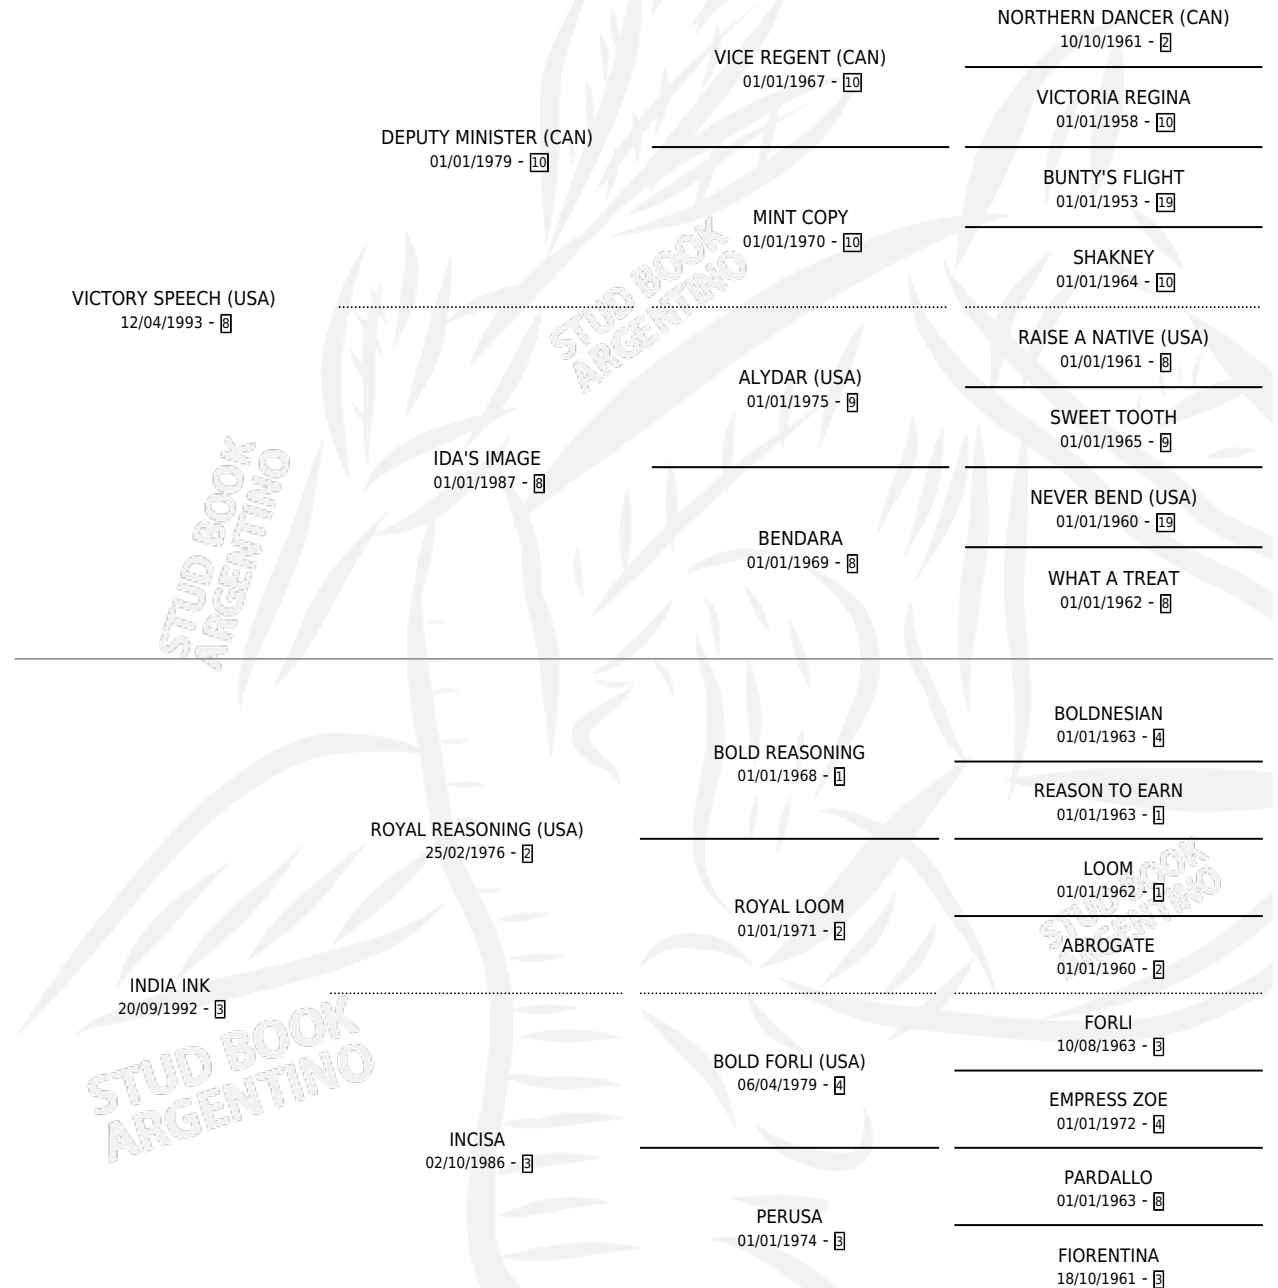 NORTHERN DANCER (CAN)
10/10/1961 - 2
VICE REGENT (CAN)
01/01/1967 - 10
VICTORIA REGINA
01/01/1958 - 10
DEPUTY MINISTER (CAN)
01/01/1979 - 10
BUNTY'S FLIGHT
01/01/1953 - 19
MINT COPY
01/01/1970 - 10
SHAKNEY
01/01/1964 - 10
VICTORY SPEECH (USA)
12/04/1993 - 8
RAISE A NATIVE (USA)
01/01/1961 - 8
ALYDAR (USA)
01/01/1975 - 9
SWEET TOOTH
01/01/1965 - 9
IDA'S IMAGE
01/01/1987 - 8
NEVER BEND (USA)
01/01/1960 - 19
BENDARA
01/01/1969 - 8
WHAT A TREAT
01/01/1962 - 8
BOLDNESIAN
01/01/1963 - 4
BOLD REASONING
01/01/1968 - 1
REASON TO EARN
01/01/1963 - 1
ROYAL REASONING (USA)
25/02/1976 - 2
LOOM
01/01/1962 - 1
ROYAL LOOM
01/01/1971 - 2
ABROGATE
01/01/1960 - 2
INDIA INK
20/09/1992 - 3
FORLI
10/08/1963 - 3
BOLD FORLI (USA)
06/04/1979 - 4
EMPRESS ZOE
01/01/1972 - 4
INCISA
02/10/1986 - 3
PARDALLO
01/01/1963 - 8
PERUSA
01/01/1974 - 3
FIORENTINA
18/10/1961 - 3
STUD BOOK
ARGENTINO
STUD BOOK
ARGENTINO
STUD BOOK
ARGENTINO
STUD BOOK
ARGENTINO